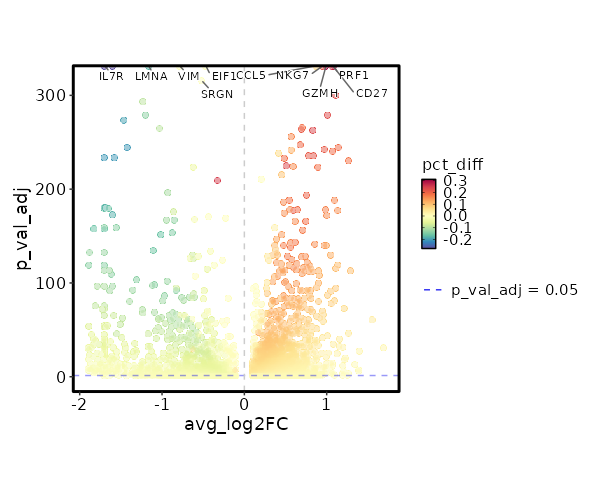 IL7R LMNA VIM EIF1 CCL5 NKG7 PRF1
SRGN GZMH CD27
300
200
100
0
-2 -1 0 1
avg_log2FC
p_val_adj
pct_diff
0.3
0.2
0.1
0.0
-0.1
-0.2
p_val_adj = 0.05